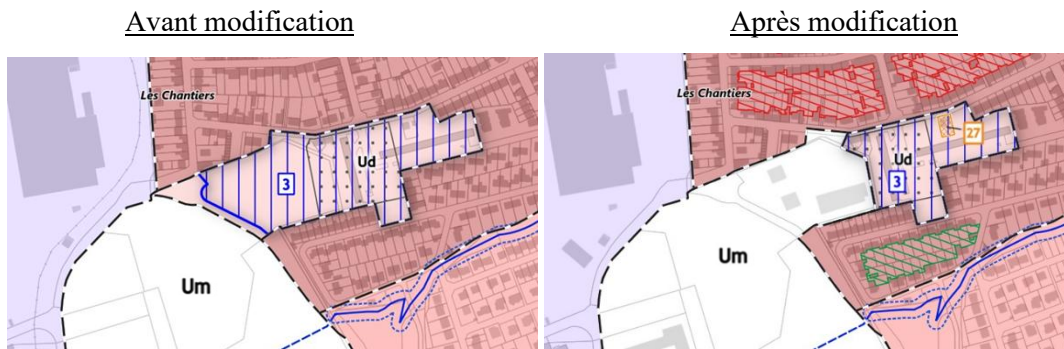 Avant modification
Après modification
Les Chantiers
Ud
3
Um
Les Chantiers
27
Ud
3
Um